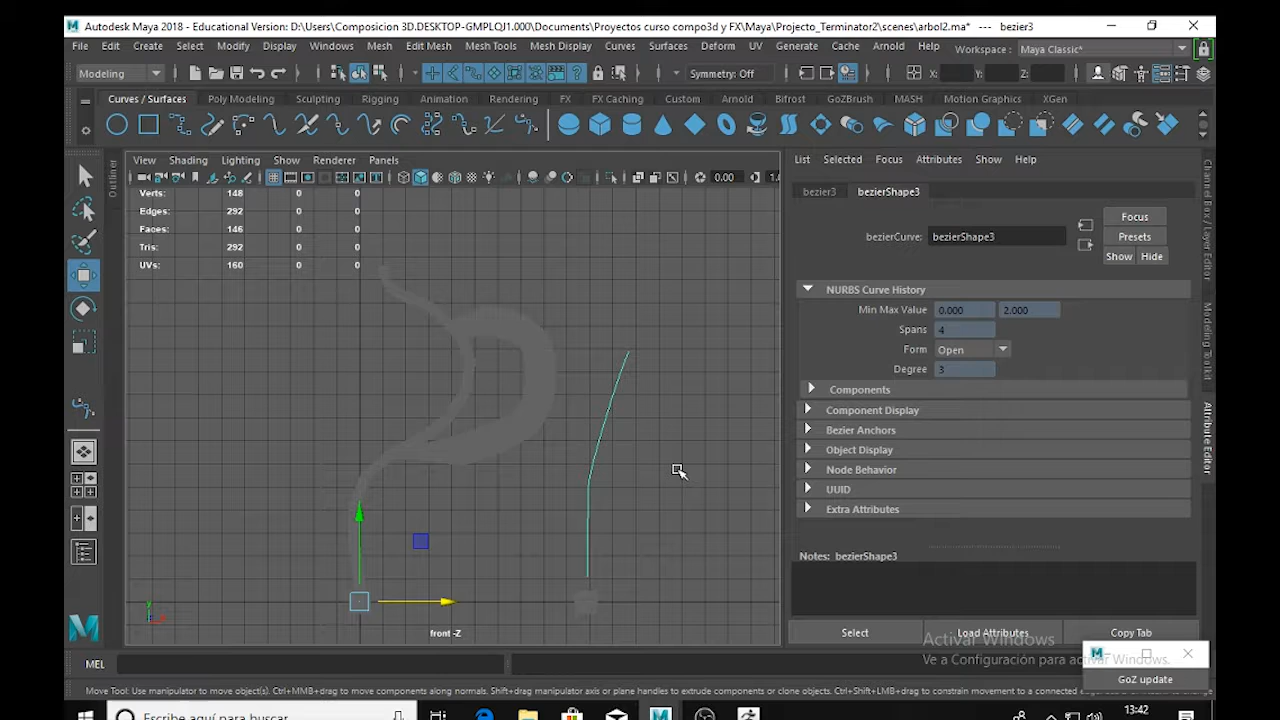 Autodesk Maya 2018 - Educational Version: D:\Users\Composicion 3D.DESKTOP-GMPLQJ1.000\Documents\Proyectos curso compo3d y FX\Maya\Projecto_Terminator2\scenes\arbol2.ma* --- bezier3
File Edit Create Select Modify Display Windows Mesh Edit Mesh Mesh Tools Mesh Display Curves Surfaces Deform UV Generate Cache Arnold Help Workspace : Maya Classic*
Modeling Symmetry: Off X: Y: Z:
Curves / Surfaces Poly Modeling Sculpting Rigging Animation Rendering FX FX Caching Custom Arnold Bifrost GoZBrush MASH Motion Graphics XGen
View Shading Lighting Show Renderer Panels
0.00
Verts: 148 0 0
Edges: 292 0 0
Faces: 146 0 0
Tris: 292 0 0
UVs: 160 0 0
front -Z
Outliner
List Selected Focus Attributes Show Help
bezier3 bezierShape3
bezierCurve: bezierShape3
Focus
Presets
Show Hide
NURBS Curve History
Min Max Value 0.000 2.000
Spans 4
Form Open
Degree 3
Components
Component Display
Bezier Anchors
Object Display
Node Behavior
UUID
Extra Attributes
Notes: bezierShape3
Select Load Attributes Copy Tab
Channel Box / Layer Editor
Modeling Toolkit
Attribute Editor
Activar Windows
Ve a Configuración para activar Windows.
GoZ update
MEL
Move Tool: Use manipulator to move object(s). Ctrl+MMB+drag to move components along normals. Shift+drag manipulator axis or plane handles to extrude components or clone objects. Ctrl+Shift+LMB+drag to constrain movement to a connected
Escribe aquí para buscar
13:42